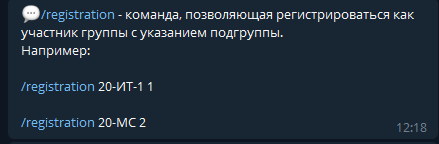 💬/registration - команда, позволяющая регистрироваться как
участник группы с указанием подгруппы.
Например:
/registration 20-ИТ-1 1
/registration 20-МС 2
12:18